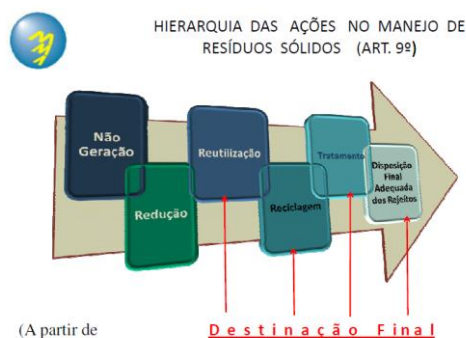 HIERARQUIA DAS AÇÕES NO MANEJO DE
RESÍDUOS SÓLIDOS (ART. 9º)
Não
Geração
Redução
Reutilização
Reciclagem
Tratamento
Disposição
Final
Adequada
dos Rejeitos
(A partir de
Destinação Final